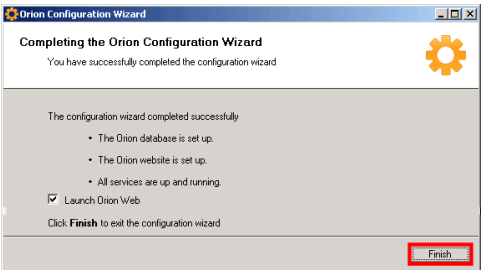 Orion Configuration Wizard
Completing the Orion Configuration Wizard
You have successfully completed the configuration wizard
The configuration wizard completed successfully
• The Orion database is set up.
• The Orion website is set up.
• All services are up and running.
Launch Orion Web
Click Finish to exit the configuration wizard
Finish